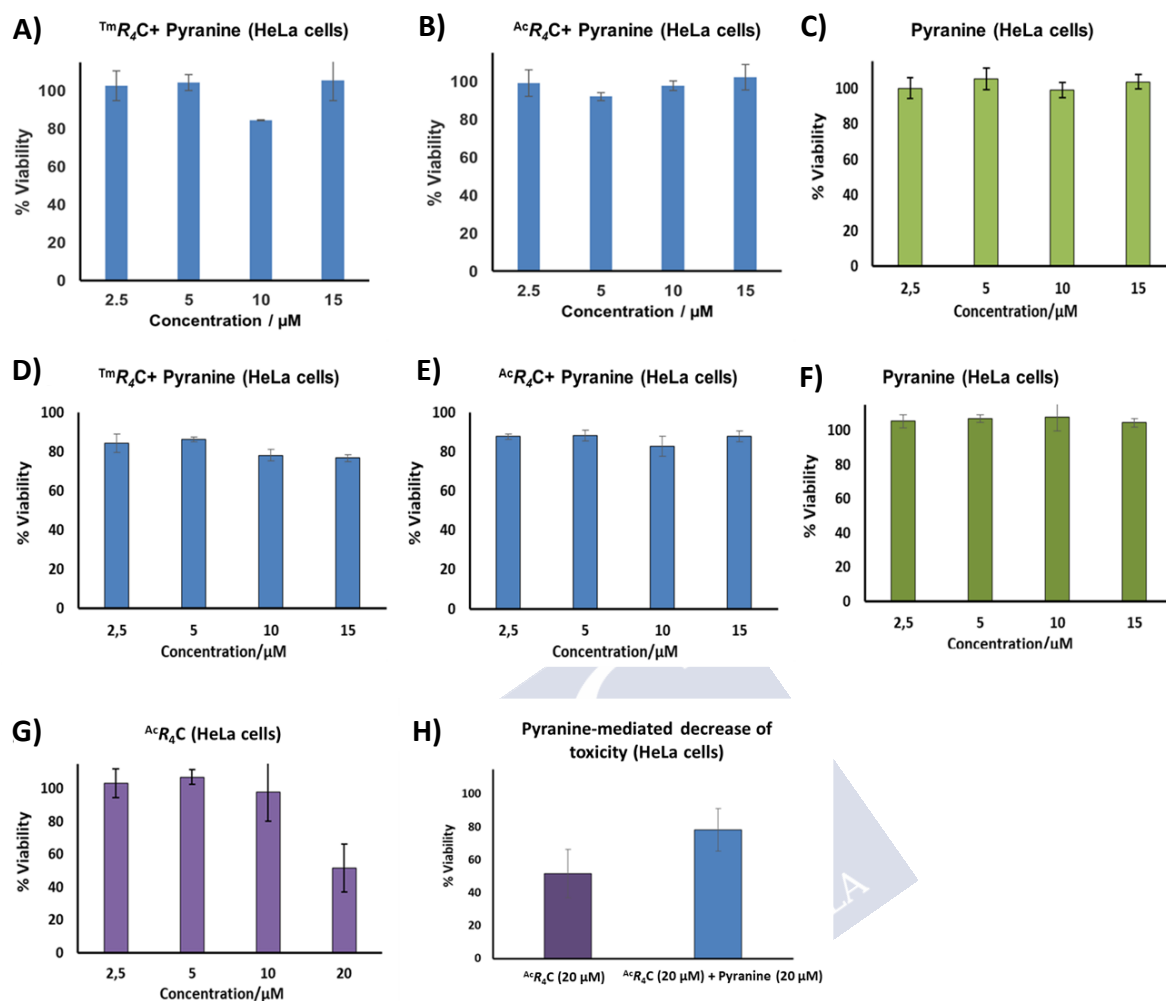 A)
ᵀᵐR₄C+ Pyranine (HeLa cells)
% Viability
100
80
60
40
20
0
2.5 5 10 15
Concentration / µM
B)
ᴬᶜR₄C+ Pyranine (HeLa cells)
% Viability
100
80
60
40
20
0
2.5 5 10 15
Concentration / µM
C)
Pyranine (HeLa cells)
% Viability
100
80
60
40
20
0
2,5 5 10 15
Concentration/µM
D)
ᵀᵐR₄C+ Pyranine (HeLa cells)
% Viability
100
80
60
40
20
0
2,5 5 10 15
Concentration/µM
E)
ᴬᶜR₄C+ Pyranine (HeLa cells)
% Viability
100
80
60
40
20
0
2,5 5 10 15
Concentration/µM
F)
Pyranine (HeLa cells)
% Viability
100
80
60
40
20
0
2,5 5 10 15
Concentration/µM
G)
ᴬᶜR₄C (HeLa cells)
% Viability
100
80
60
40
20
0
2,5 5 10 20
Concentration/µM
H)
Pyranine-mediated decrease of
toxicity (HeLa cells)
% Viability
100
80
60
40
20
0
ᴬᶜR₄C (20 µM) ᴬᶜR₄C (20 µM) + Pyranine (20 µM)